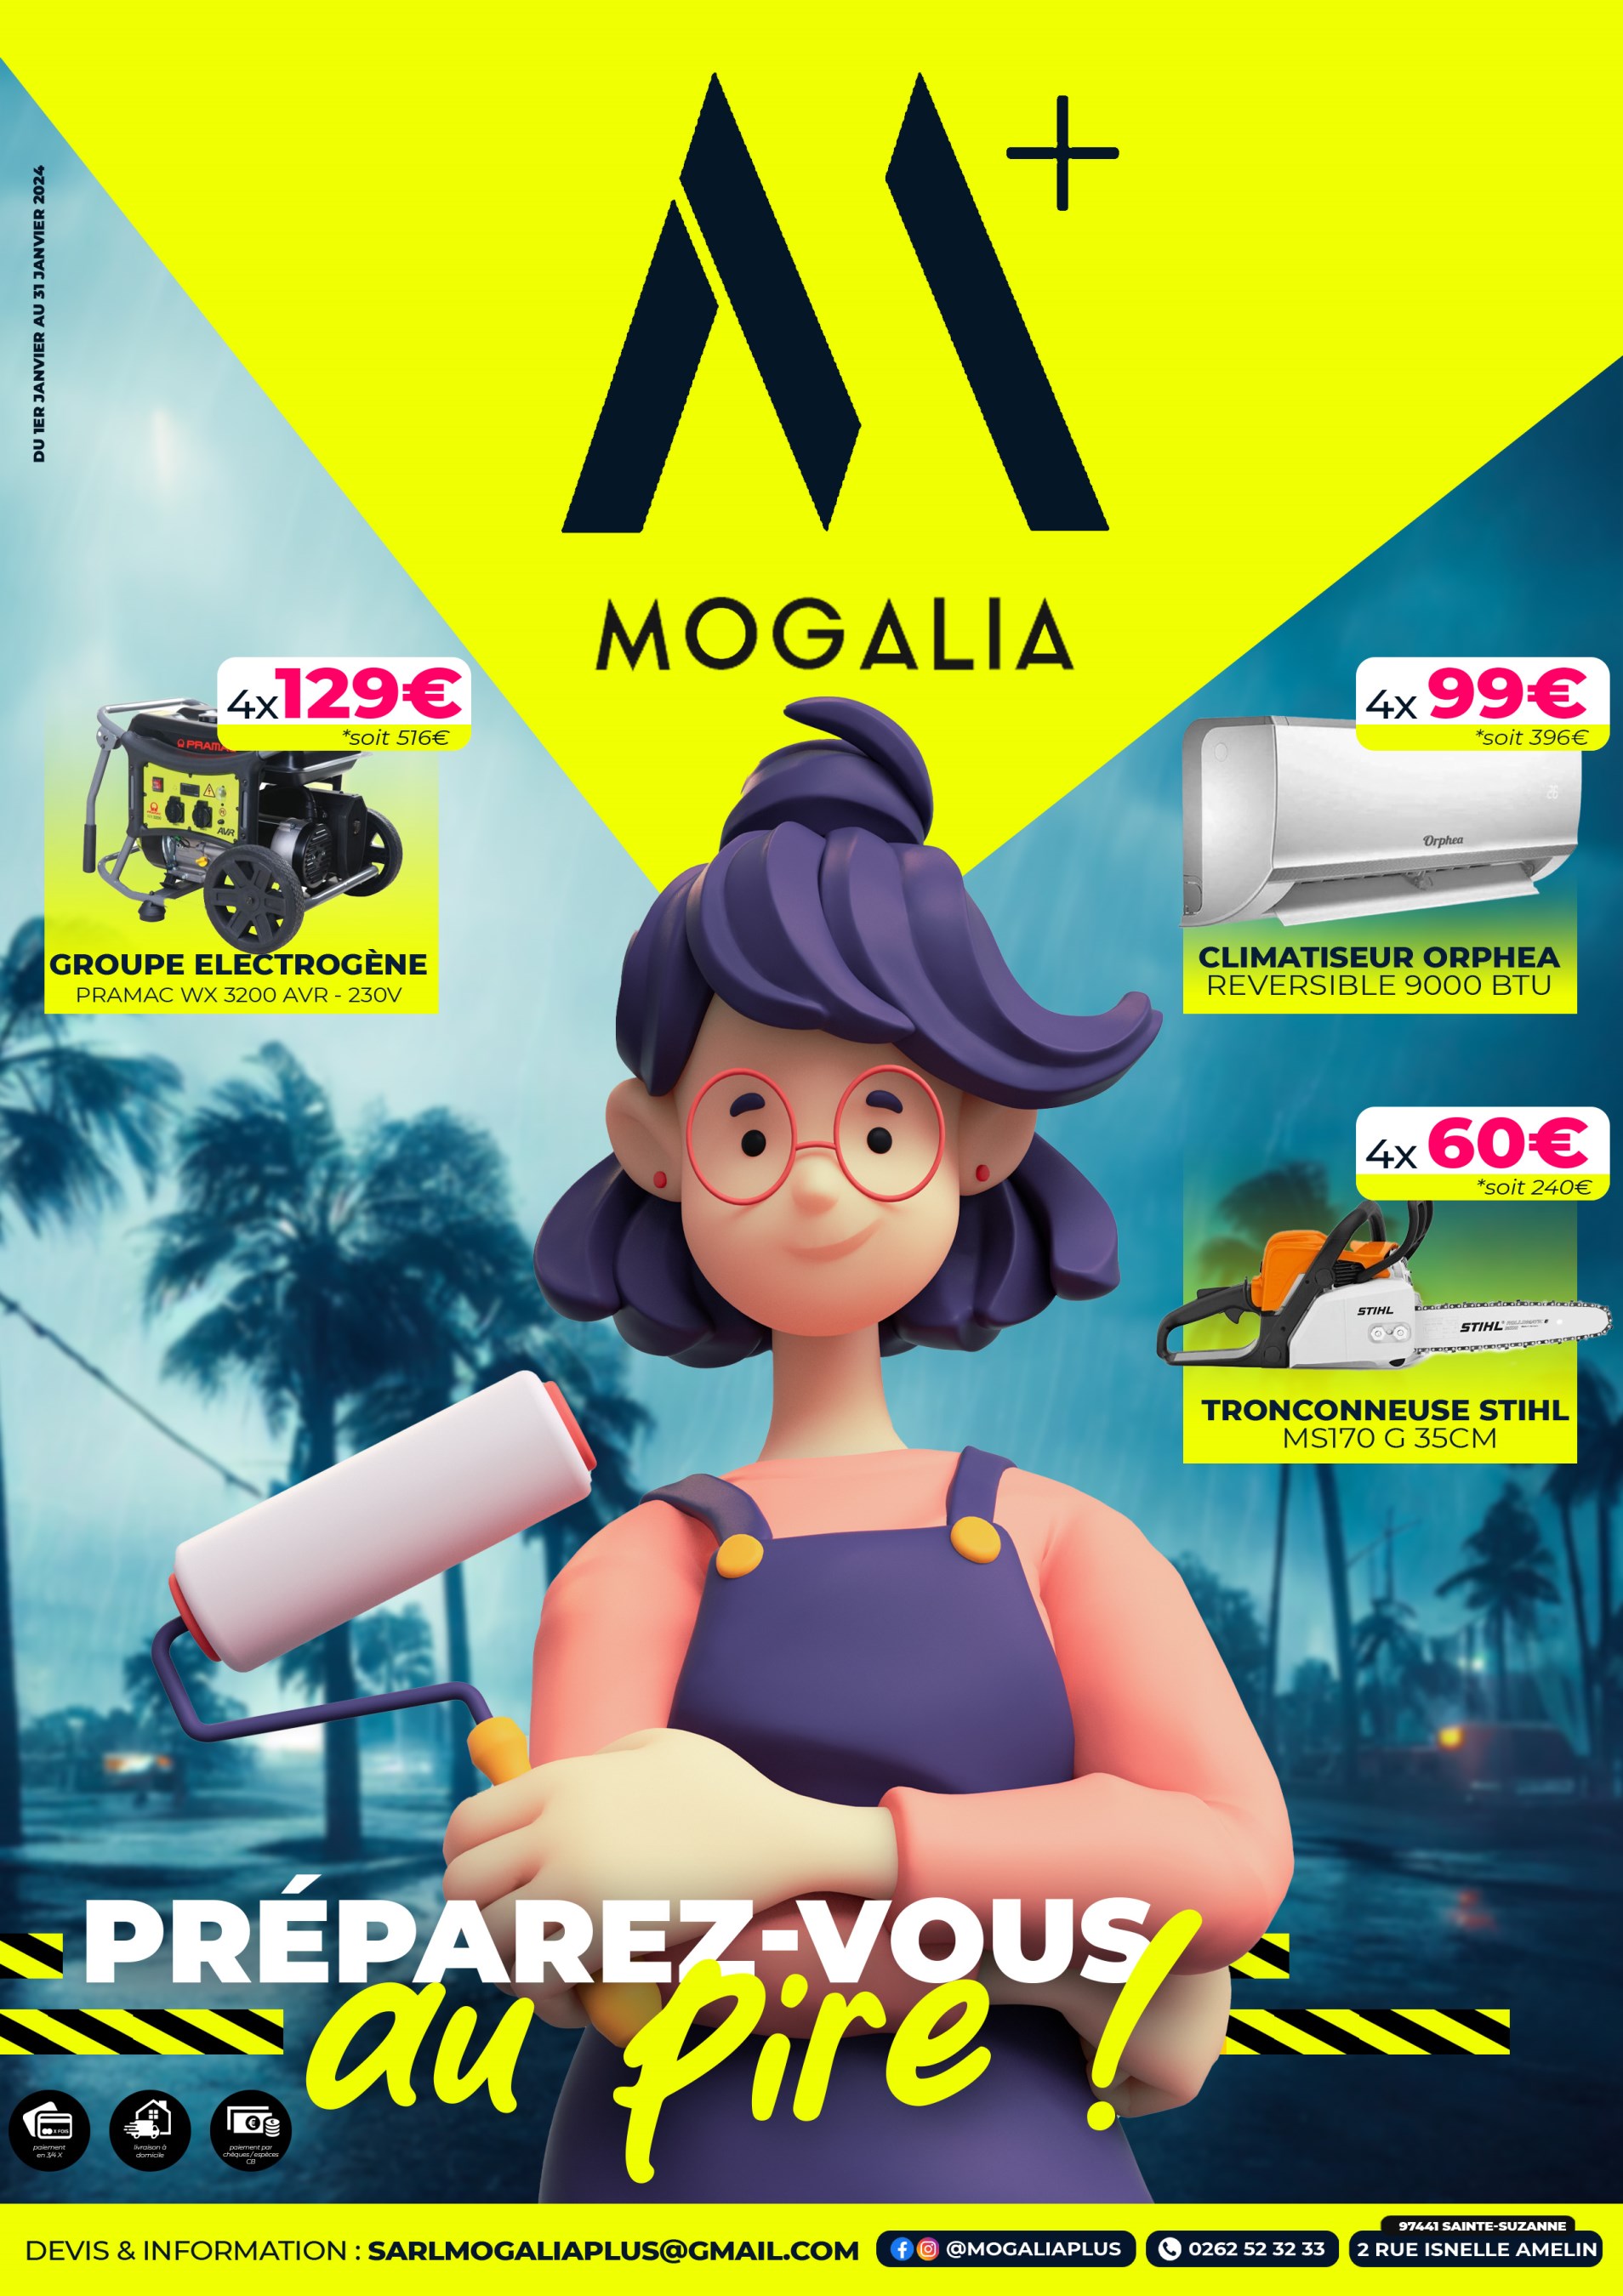 DU 1ER JANVIER AU 31 JANVIER 2024
M+
MOGALIA
4x129€
*soit 516€
PRAMAC
AVR
GROUPE ELECTROGÈNE
PRAMAC WX 3200 AVR - 230V
4x 99€
*soit 396€
Orphea
CLIMATISEUR ORPHEA
REVERSIBLE 9000 BTU
4x 60€
*soit 240€
STIHL
STIHL
TRONCONNEUSE STIHL
MS170 G 35CM
PRÉPAREZ-VOUS
au pire !
X FOIS
paiement
en 3/4 X
livraison à
domicile
paiement par
chèques / espèces
CB
DEVIS & INFORMATION : SARLMOGALIAPLUS@GMAIL.COM
@MOGALIAPLUS
0262 52 32 33
97441 SAINTE-SUZANNE
2 RUE ISNELLE AMELIN